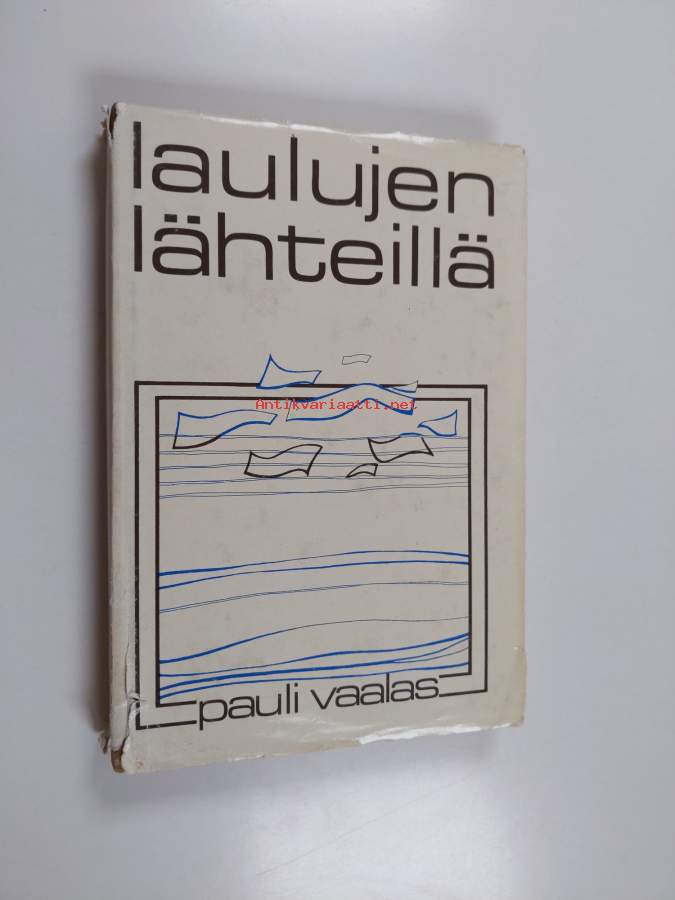 laulujen
lähteillä
Antikvariaatti.net
pauli vaalas